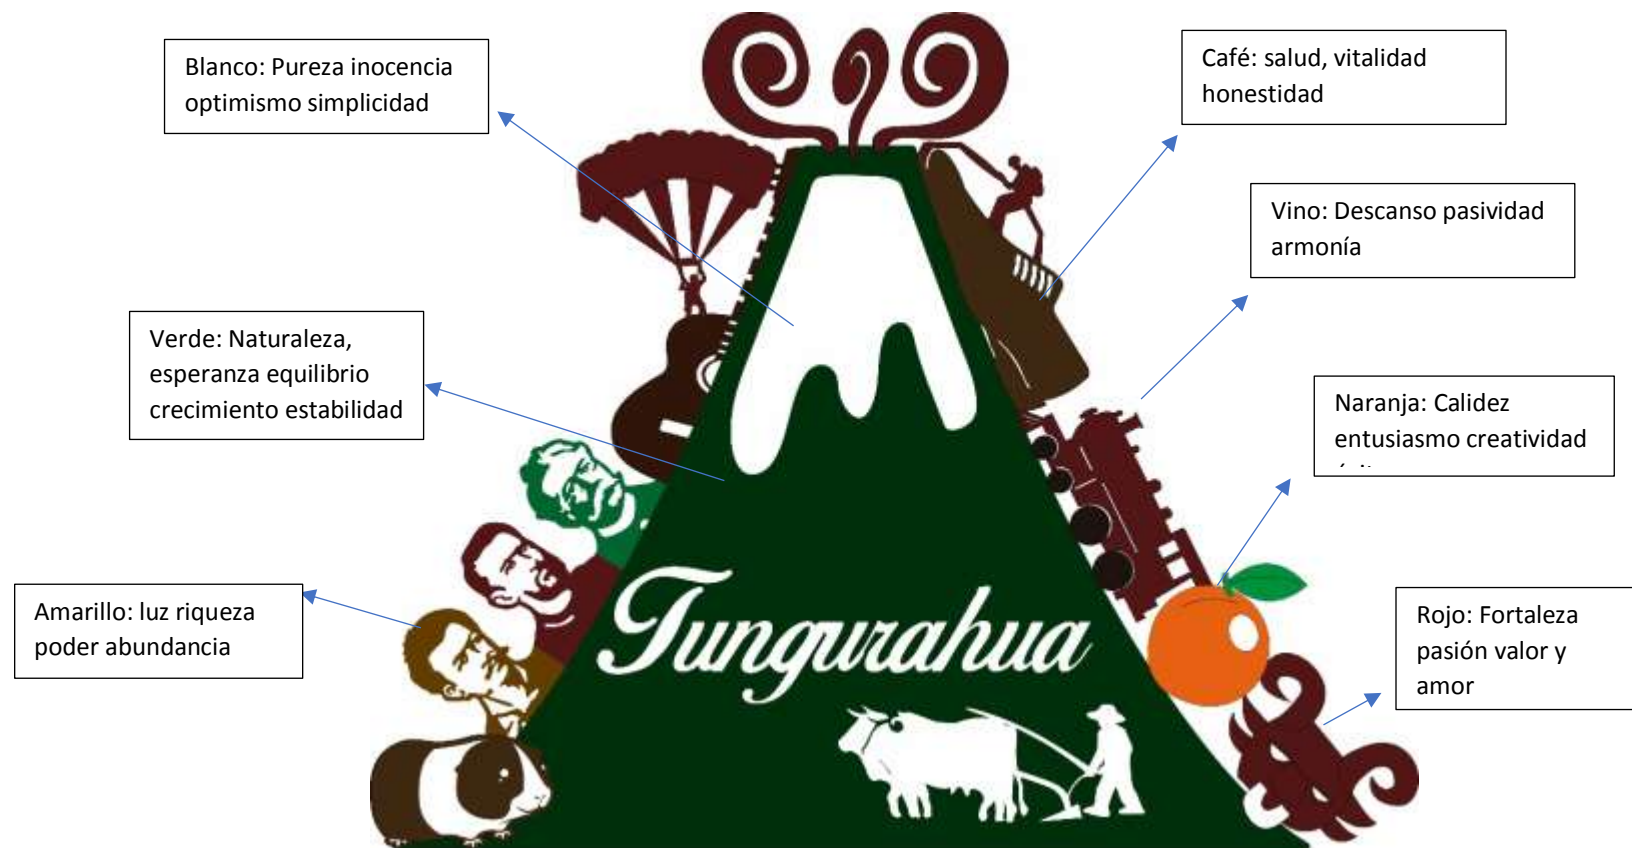 Blanco: Pureza inocencia
optimismo simplicidad
Café: salud, vitalidad
honestidad
Vino: Descanso pasividad
armonía
Verde: Naturaleza,
esperanza equilibrio
crecimiento estabilidad
Naranja: Calidez
entusiasmo creatividad
Amarillo: luz riqueza
poder abundancia
Rojo: Fortaleza
pasión valor y
amor
Tungurahua